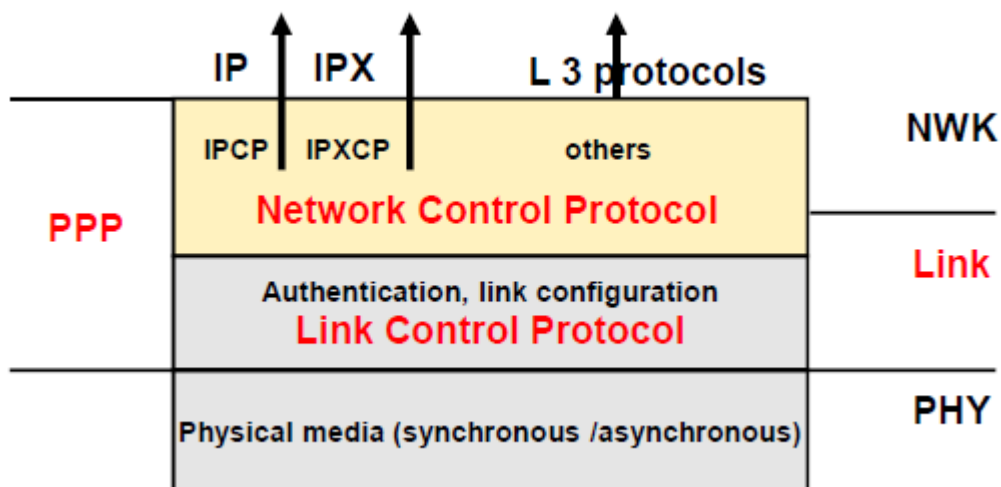 IP IPX L 3 protocols
NWK
IPCP IPXCP others
Network Control Protocol
PPP
Link
Authentication, link configuration
Link Control Protocol
PHY
Physical media (synchronous /asynchronous)